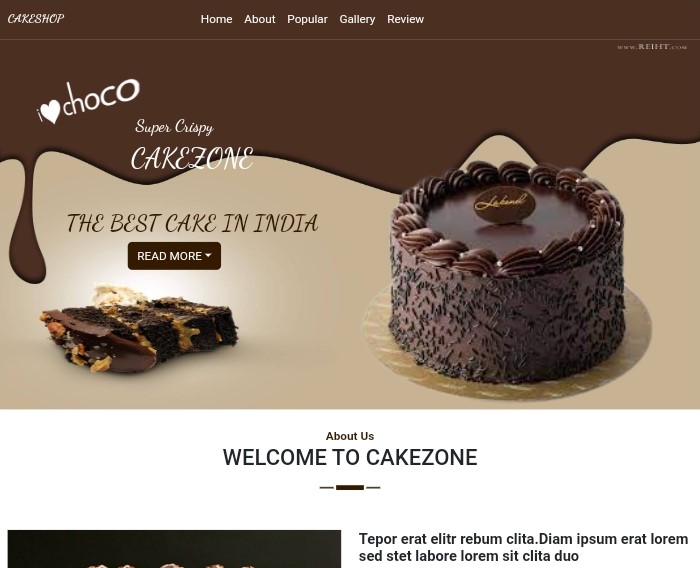 CAKESHOP
Home About Popular Gallery Review
WWW.REIHT.COM
i choco
Super Crispy
CAKEZONE
THE BEST CAKE IN INDIA
READ MORE
About Us
WELCOME TO CAKEZONE
Tepor erat elitr rebum clita.Diam ipsum erat lorem
sed stet labore lorem sit clita duo